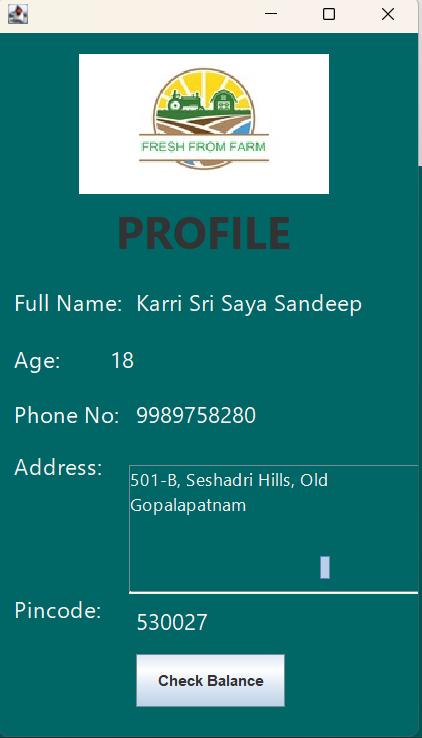 FRESH FROM FARM
PROFILE
Full Name: Karri Sri Saya Sandeep
Age: 18
Phone No: 9989758280
Address: 501-B, Seshadri Hills, Old
Gopalapatnam
Pincode: 530027
Check Balance